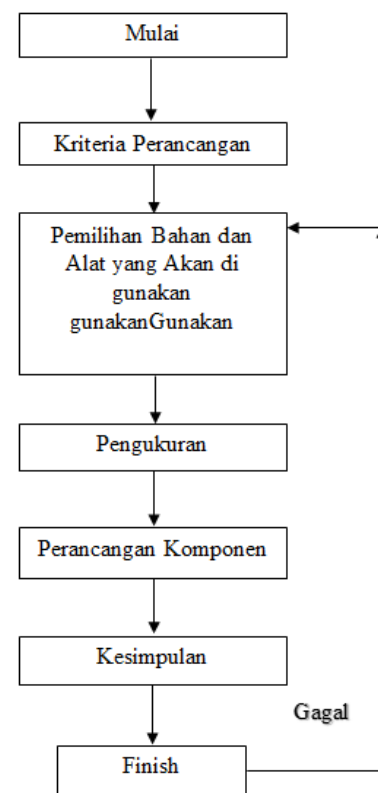 Mulai
Kriteria Perancangan
Pemilihan Bahan dan
Alat yang Akan di
gunakan
gunakanGunakan
Pengukuran
Perancangan Komponen
Kesimpulan
Gagal
Finish